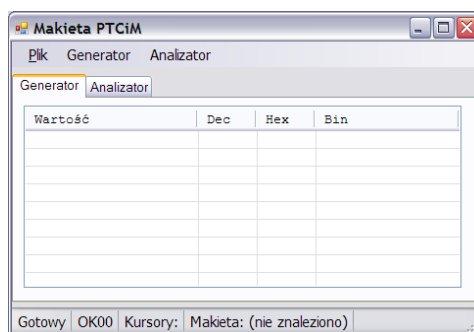 Makieta PTCiM
Plik Generator Analizator
Generator Analizator
Wartość Dec Hex Bin
Gotowy OK00 Kursory: Makieta: (nie znaleziono)